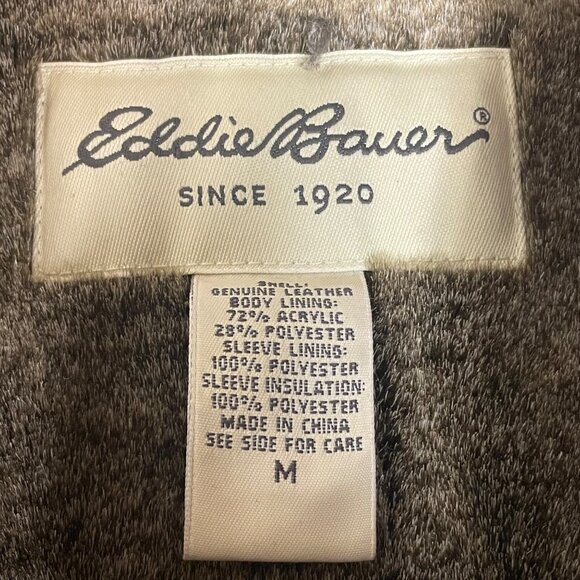 Eddie Bauer®
SINCE 1920
SHELL:
GENUINE LEATHER
BODY LINING:
72% ACRYLIC
28% POLYESTER
SLEEVE LINING:
100% POLYESTER
SLEEVE INSULATION:
100% POLYESTER
MADE IN CHINA
SEE SIDE FOR CARE
M